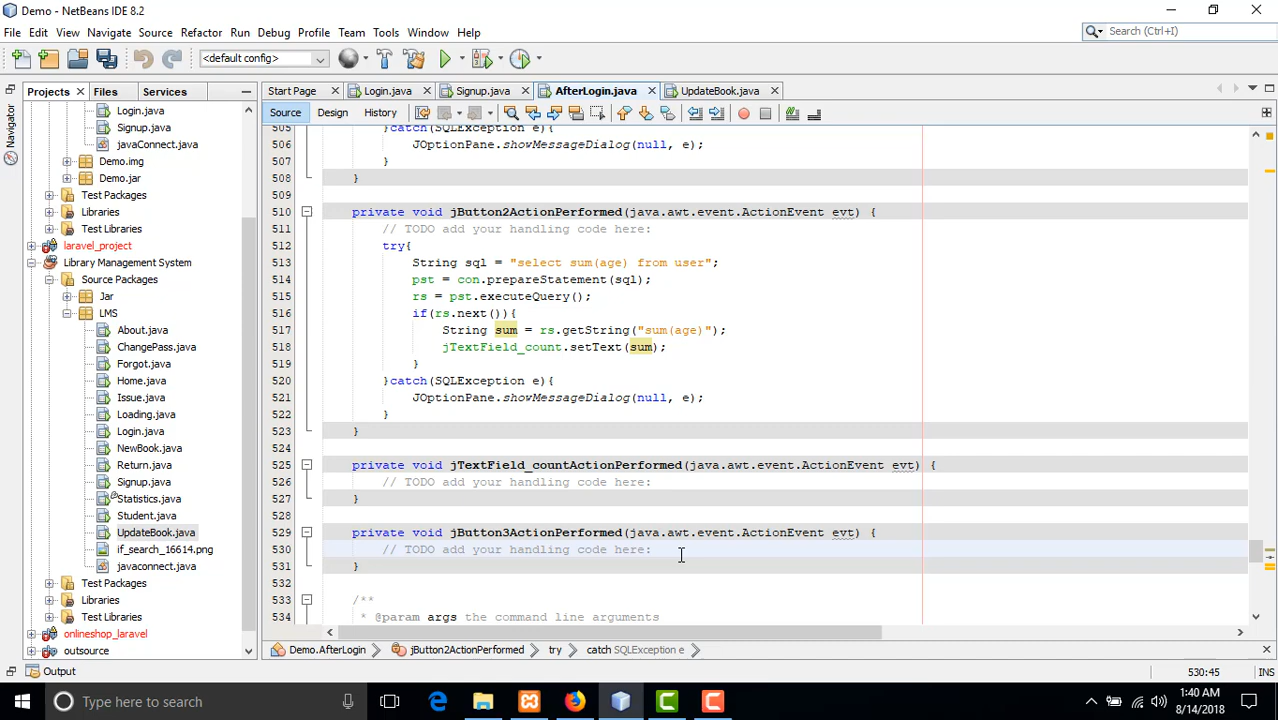 Demo - NetBeans IDE 8.2
File Edit View Navigate Source Refactor Run Debug Profile Team Tools Window Help
Search (Ctrl+I)
<default config>
Projects Files Services
Start Page Login.java Signup.java AfterLogin.java UpdateBook.java
Source Design History
Navigator
Login.java
Signup.java
javaConnect.java
Demo.img
Demo.jar
Test Packages
Libraries
Test Libraries
laravel_project
Library Management System
Source Packages
Jar
LMS
About.java
ChangePass.java
Forgot.java
Home.java
Issue.java
Loading.java
Login.java
NewBook.java
Return.java
Signup.java
Statistics.java
Student.java
UpdateBook.java
if_search_16614.png
javaconnect.java
Test Packages
Libraries
Test Libraries
onlineshop_laravel
outsource
505 }catch(SQLException e){
506 JOptionPane.showMessageDialog(null, e);
507 }
508 }
509
510 private void jButton2ActionPerformed(java.awt.event.ActionEvent evt) {
511 // TODO add your handling code here:
512 try{
513 String sql = "select sum(age) from user";
514 pst = con.prepareStatement(sql);
515 rs = pst.executeQuery();
516 if(rs.next()){
517 String sum = rs.getString("sum(age)");
518 jTextField_count.setText(sum);
519 }
520 }catch(SQLException e){
521 JOptionPane.showMessageDialog(null, e);
522 }
523 }
524
525 private void jTextField_countActionPerformed(java.awt.event.ActionEvent evt) {
526 // TODO add your handling code here:
527 }
528
529 private void jButton3ActionPerformed(java.awt.event.ActionEvent evt) {
530 // TODO add your handling code here:
531 }
532
533 /**
534 * @param args the command line arguments
Demo.AfterLogin jButton2ActionPerformed try catch SQLException e
Output
530:45 INS
Type here to search
1:40 AM
8/14/2018